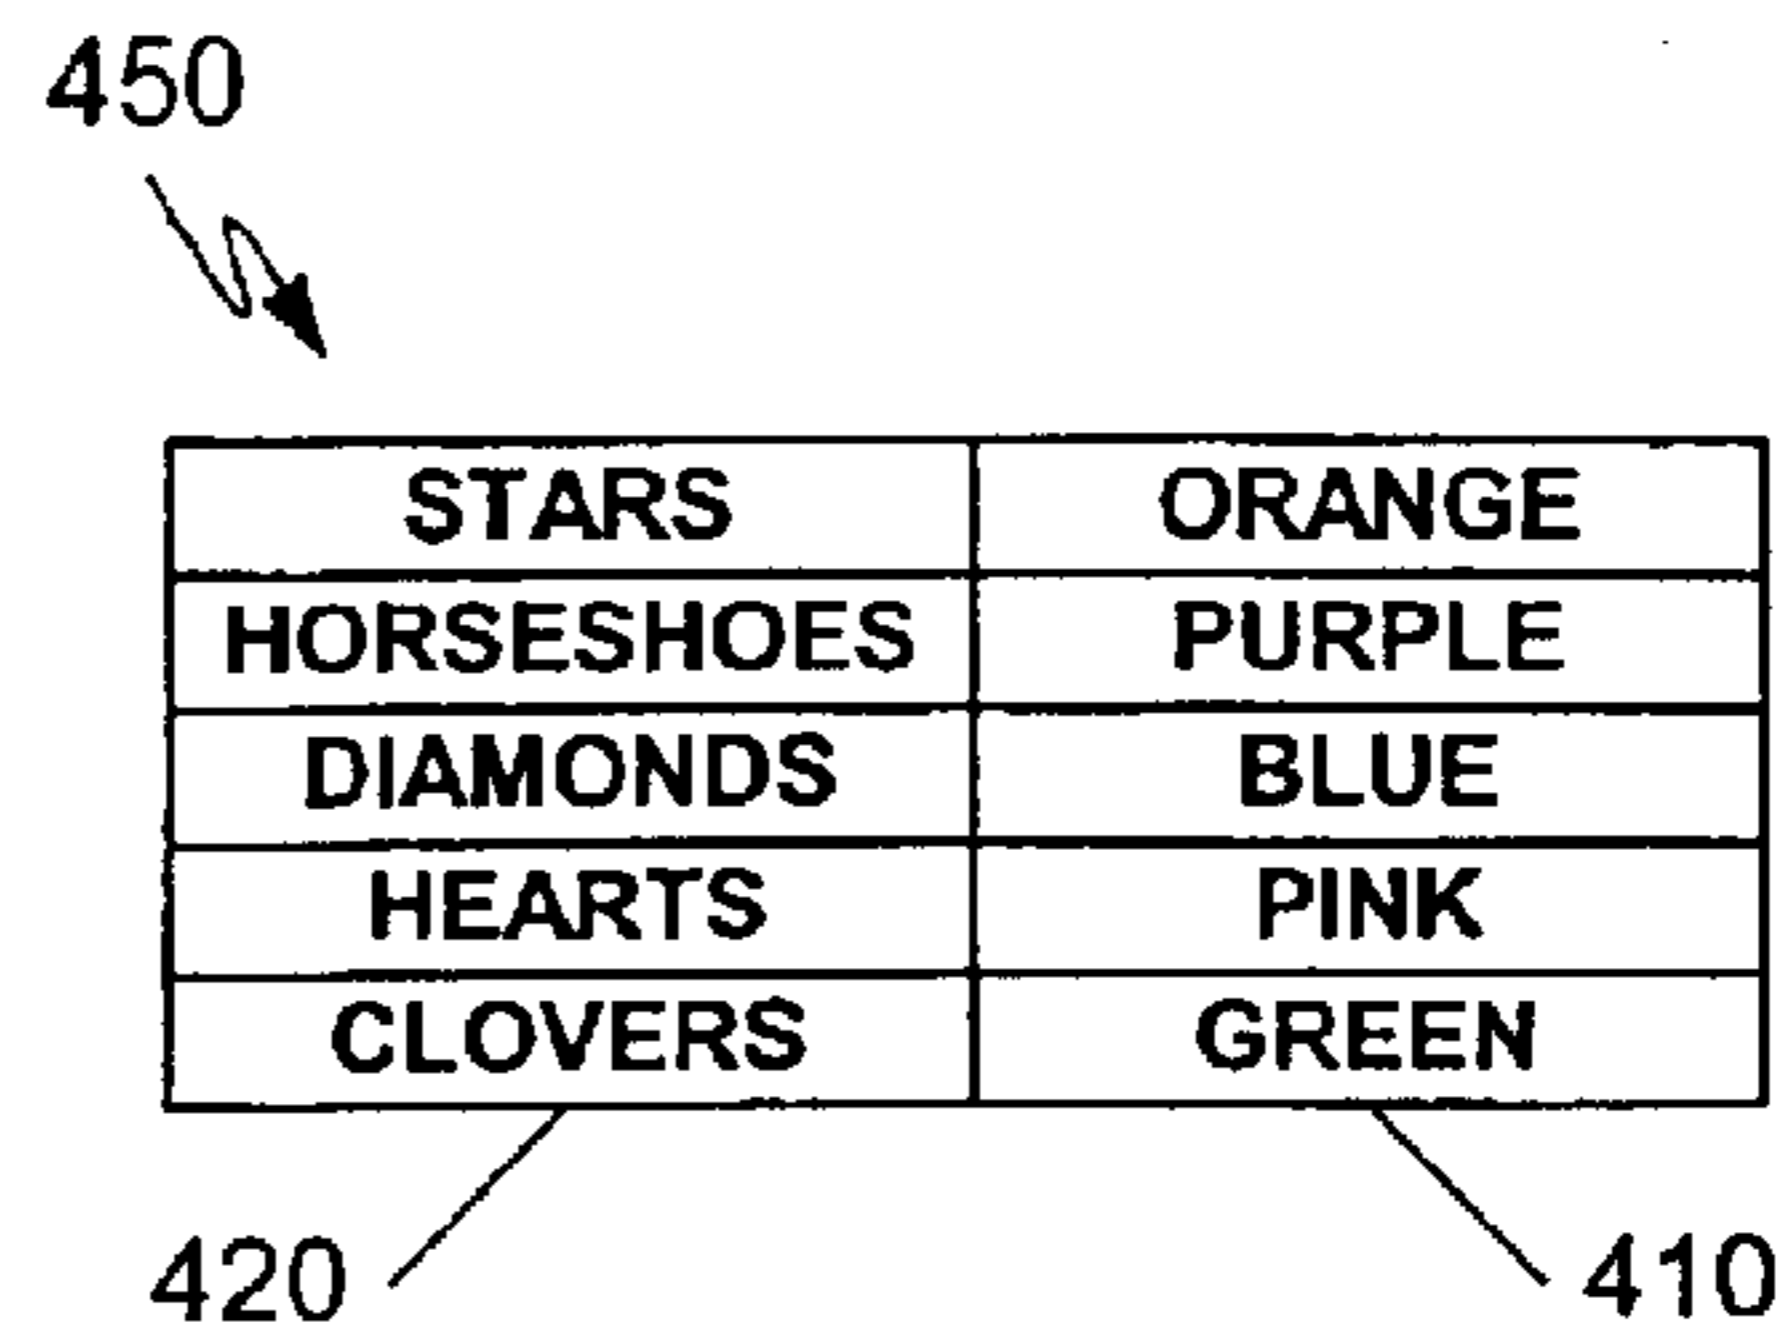 450
STARS ORANGE
HORSESHOES PURPLE
DIAMONDS BLUE
HEARTS PINK
CLOVERS GREEN
420 410